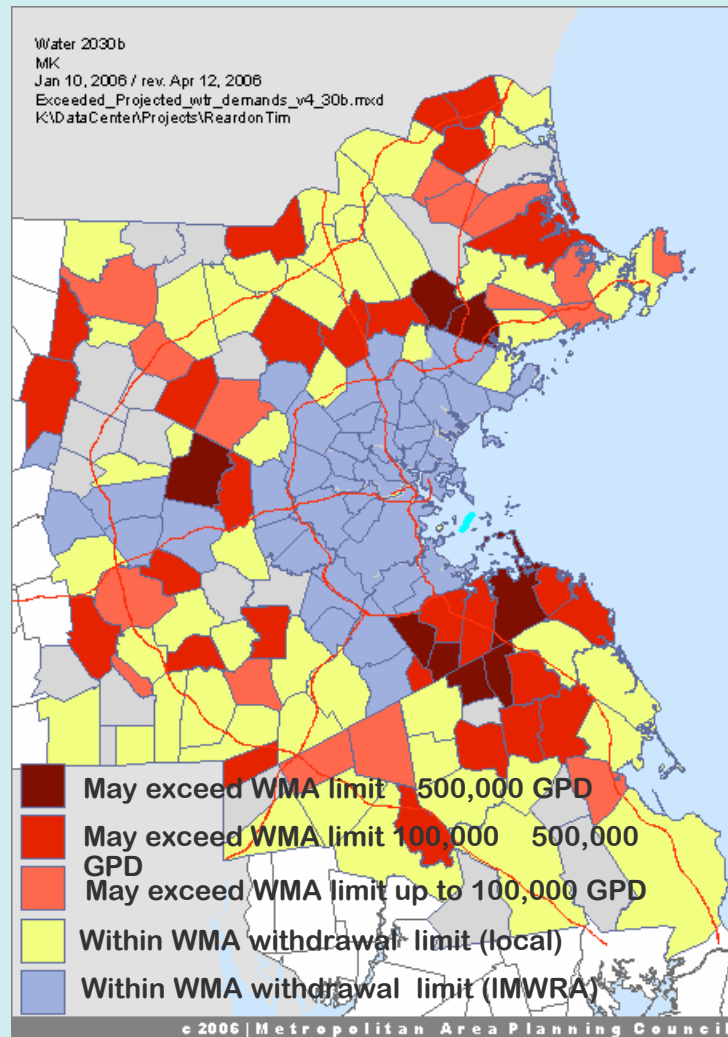 Water 2030b
MK
Jan 10, 2006 / rev. Apr 12, 2006
Exceeded_Projected_wtr_demands_v4_30b.mxd
K:\DataCenter\Projects\ReardonTim
May exceed WMA limit 500,000 GPD
May exceed WMA limit 100,000 500,000
GPD
May exceed WMA limit up to 100,000 GPD
Within WMA withdrawal limit (local)
Within WMA withdrawal limit (IMWRA)
c 2006 | Metropolitan Area Planning Council